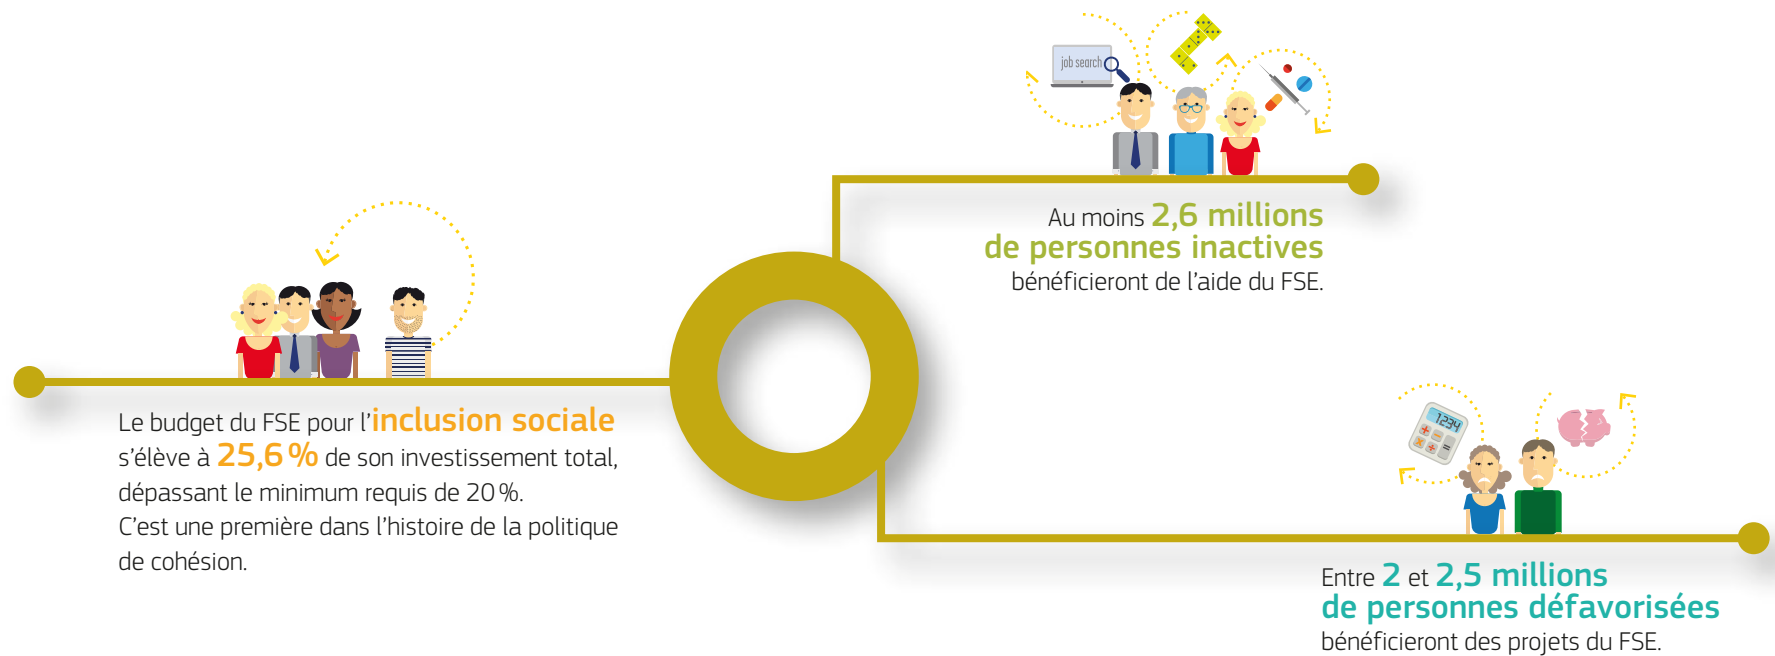 job search
Au moins 2,6 millions
de personnes inactives
bénéficieront de l'aide du FSE.
Le budget du FSE pour l'inclusion sociale
s'élève à 25,6 % de son investissement total,
dépassant le minimum requis de 20 %.
C'est une première dans l'histoire de la politique
de cohésion.
1234
Entre 2 et 2,5 millions
de personnes défavorisées
bénéficieront des projets du FSE.